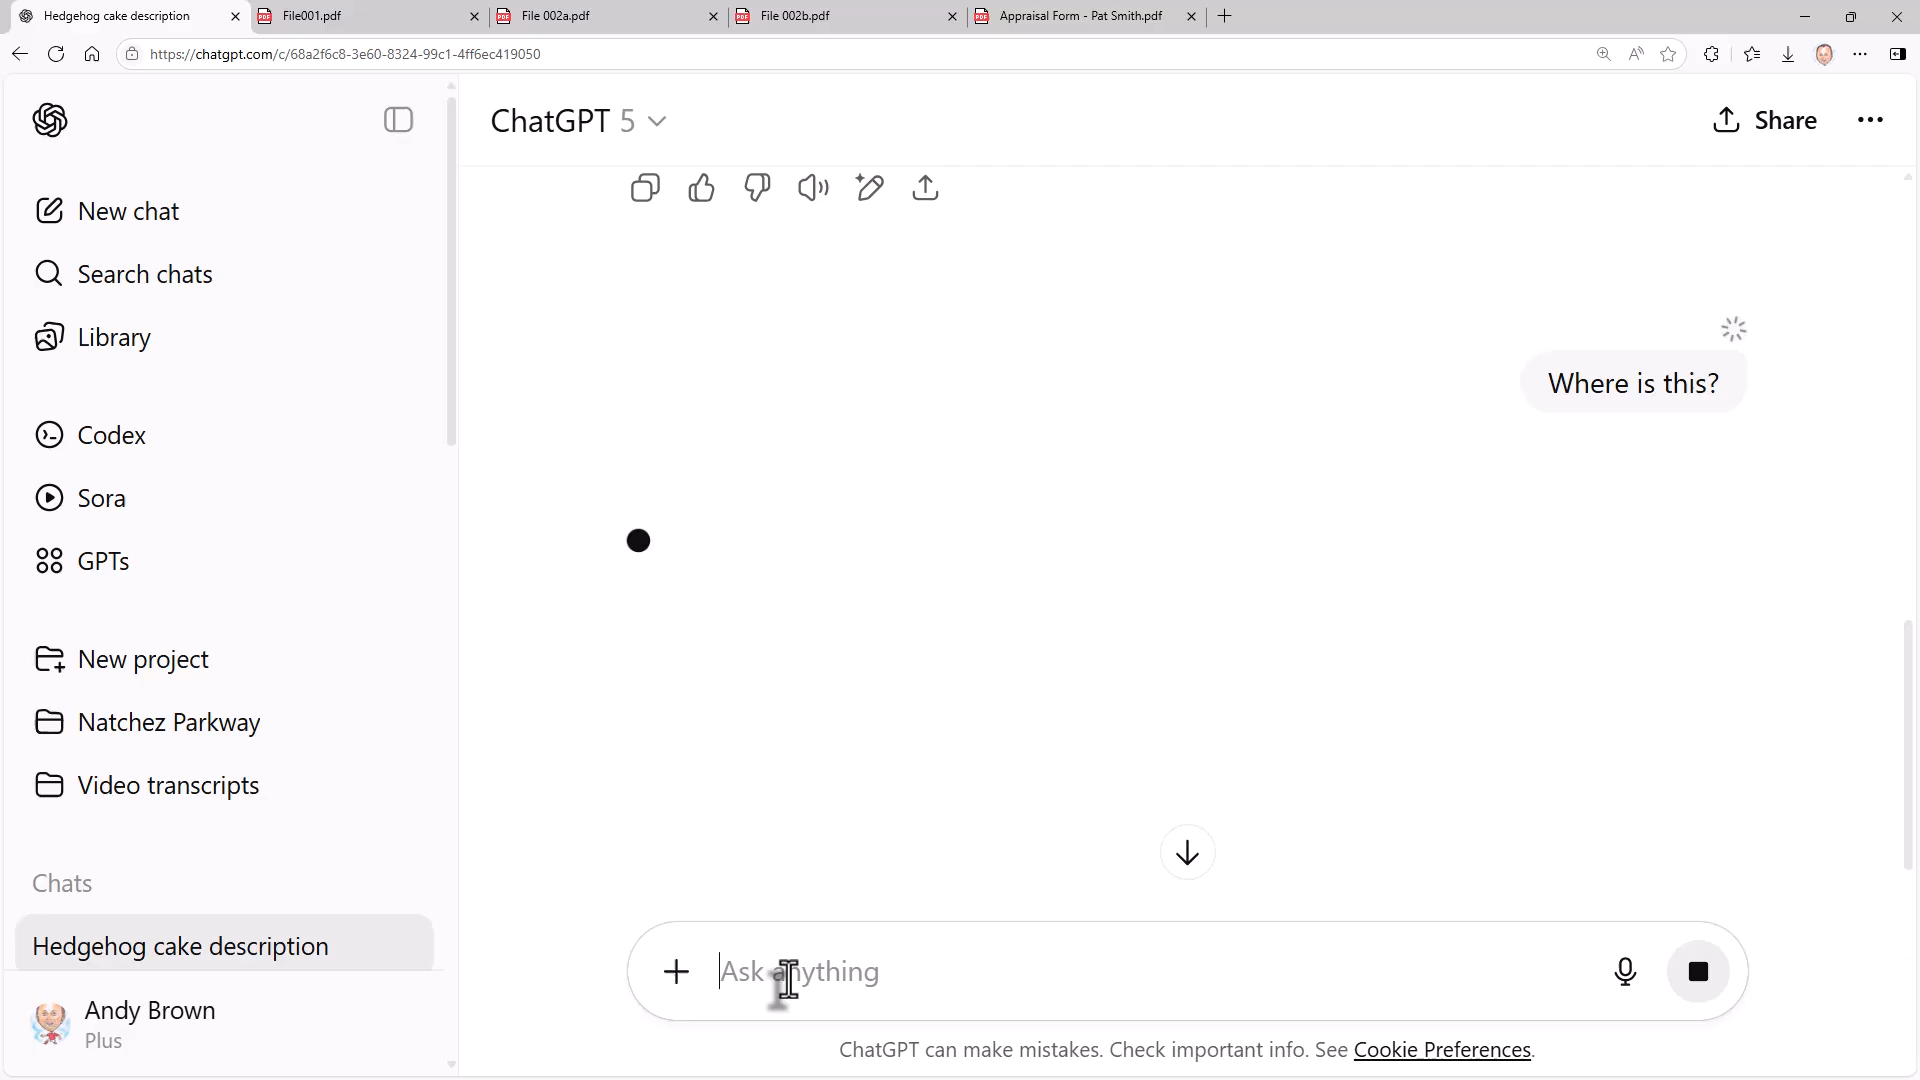 Hedgehog cake description
File001.pdf
File 002a.pdf
File 002b.pdf
Appraisal Form - Pat Smith.pdf
https://chatgpt.com/c/68a2f6c8-3e60-8324-99c1-4ff6ec419050
ChatGPT 5
Share
New chat
Search chats
Library
Codex
Sora
GPTs
New project
Natchez Parkway
Video transcripts
Chats
Hedgehog cake description
Andy Brown
Plus
Where is this?
Ask anything
ChatGPT can make mistakes. Check important info. See Cookie Preferences.